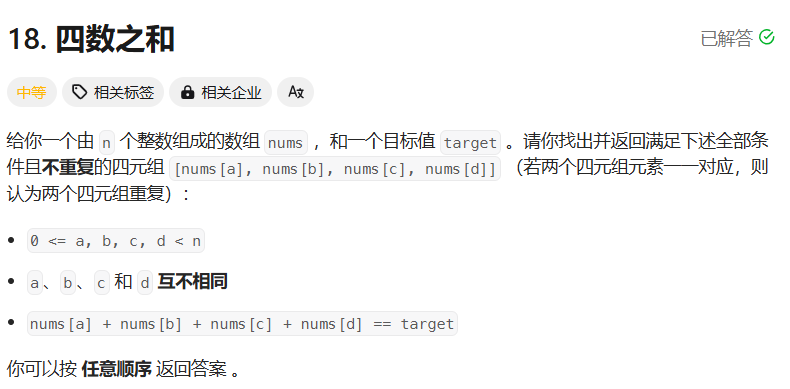 18. 四数之和
已解答
中等 相关标签 相关企业 A文
给你一个由 n 个整数组成的数组 nums ，和一个目标值 target 。请你找出并返回满足下述全部条
件且不重复的四元组 [nums[a], nums[b], nums[c], nums[d]] （若两个四元组元素一一对应，则
认为两个四元组重复）：
• 0 <= a, b, c, d < n
• a、b、c 和 d 互不相同
• nums[a] + nums[b] + nums[c] + nums[d] == target
你可以按 任意顺序 返回答案 。